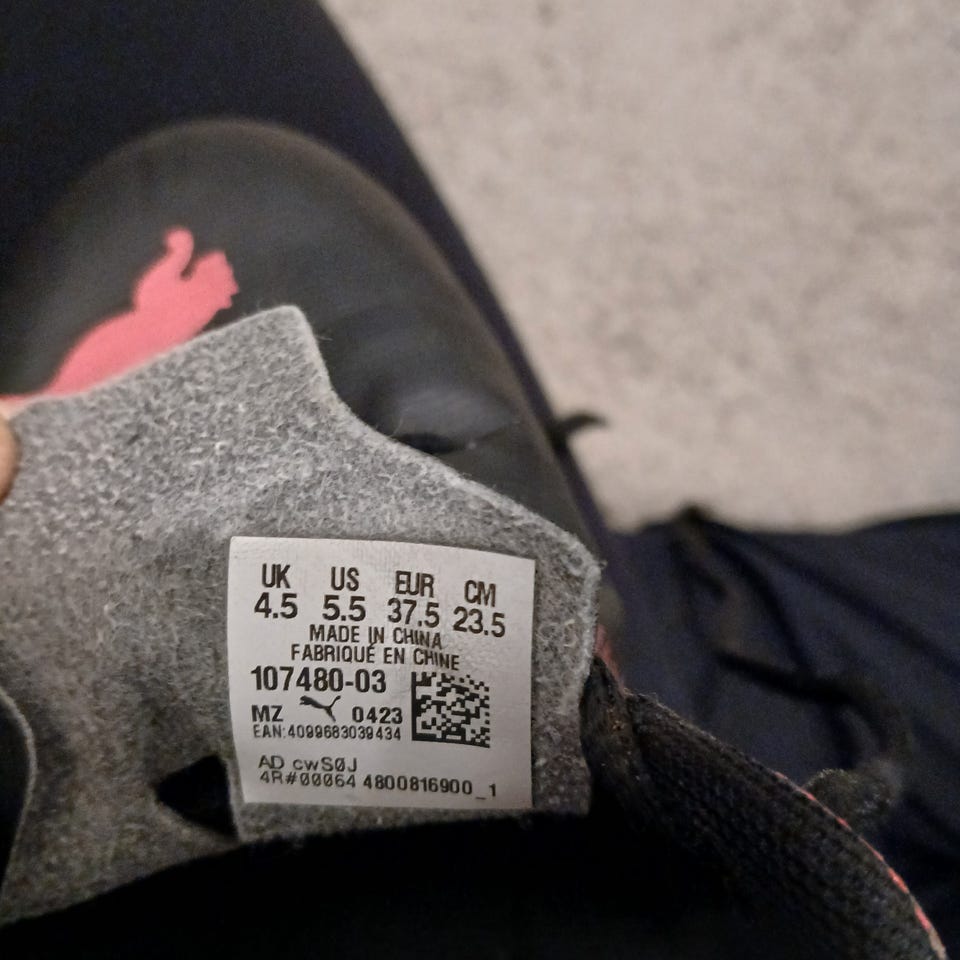 UK US EUR CM
4.5 5.5 37.5 23.5
MADE IN CHINA
FABRIQUÉ EN CHINE
107480-03
MZ 0423
EAN:4099683039434
AD cwS0J
4R#00064 4800816900_1